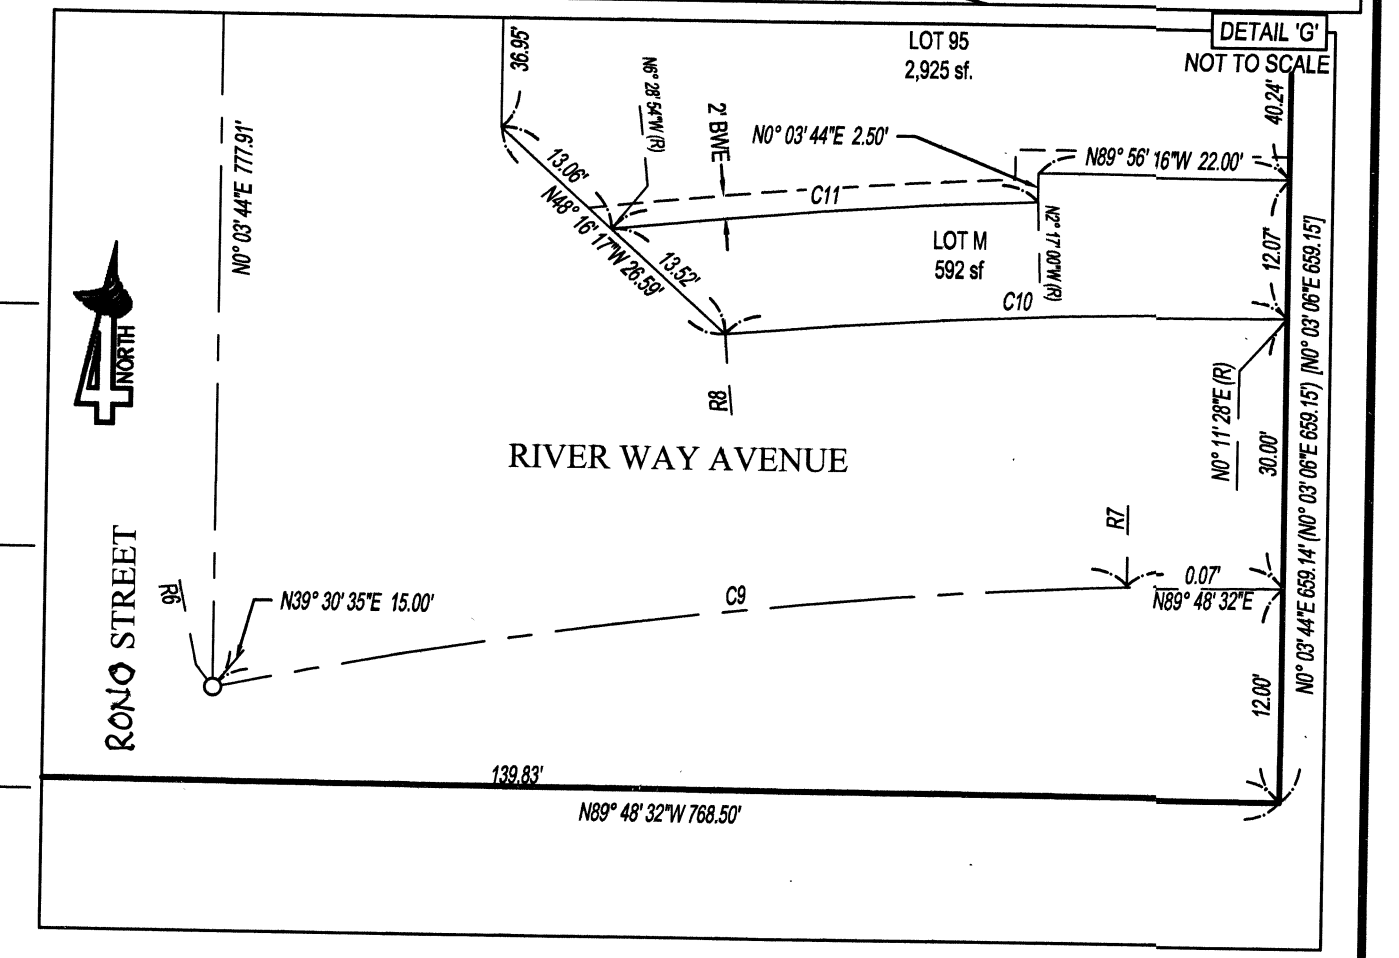 DETAIL 'G'
NOT TO SCALE
LOT 95
2,925 sf.
36.95'
N6° 28' 54"W (R)
2' BWE
N0° 03' 44"E 2.50'
40.24'
N89° 56' 16"W 22.00'
N0° 03' 44"E 777.91'
13.06'
N48° 16' 17"W 26.59'
13.52'
C11
LOT M
592 sf
N2° 17' 00"W (R)
12.07'
C10
NORTH
R8
N0° 11' 28"E (R)
30.00'
N0° 03' 44"E 659.14' (N0° 03' 06"E 659.15') [N0° 03' 06"E 659.15']
RIVER WAY AVENUE
R7
RONO STREET
R6
N39° 30' 35"E 15.00'
C9
0.07'
N89° 48' 32"E
12.00'
139.83'
N89° 48' 32"W 768.50'